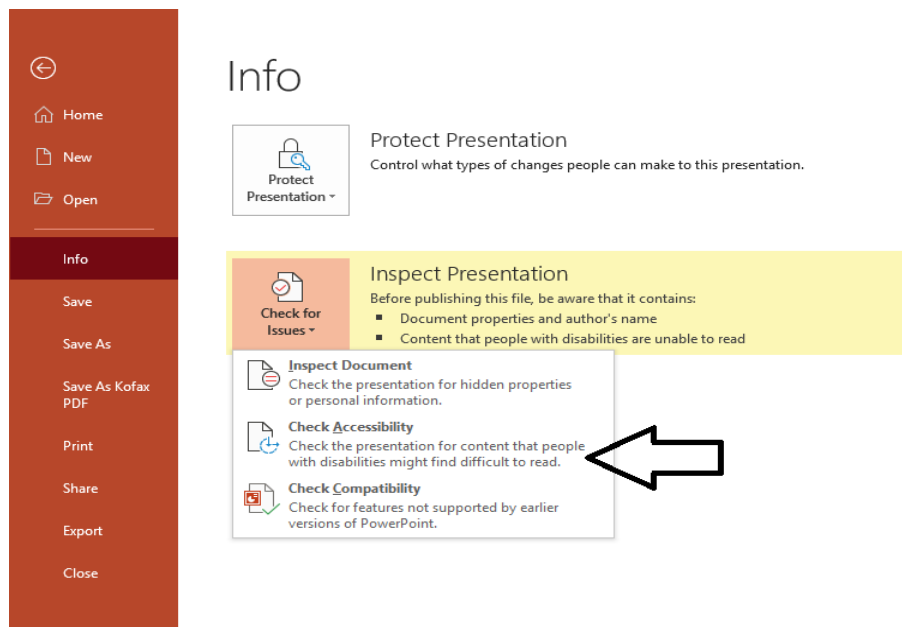 Info
Home
New
Open
Info
Save
Save As
Save As Kofax
PDF
Print
Share
Export
Close
Protect
Presentation
Protect Presentation
Control what types of changes people can make to this presentation.
Check for
Issues
Inspect Presentation
Before publishing this file, be aware that it contains:
Document properties and author's name
Content that people with disabilities are unable to read
Inspect Document
Check the presentation for hidden properties
or personal information.
Check Accessibility
Check the presentation for content that people
with disabilities might find difficult to read.
Check Compatibility
Check for features not supported by earlier
versions of PowerPoint.